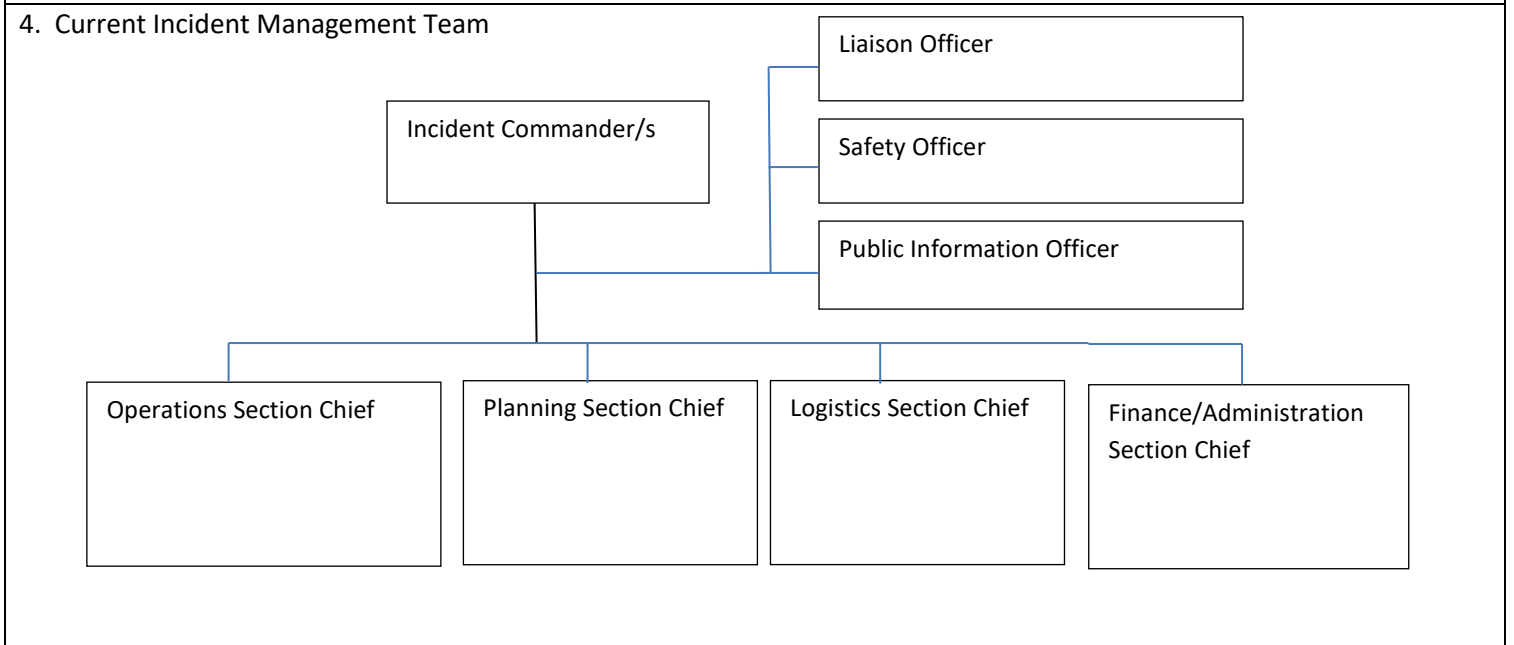 4. Current Incident Management Team
Liaison Officer
Incident Commander/s
Safety Officer
Public Information Officer
Operations Section Chief
Planning Section Chief
Logistics Section Chief
Finance/Administration
Section Chief